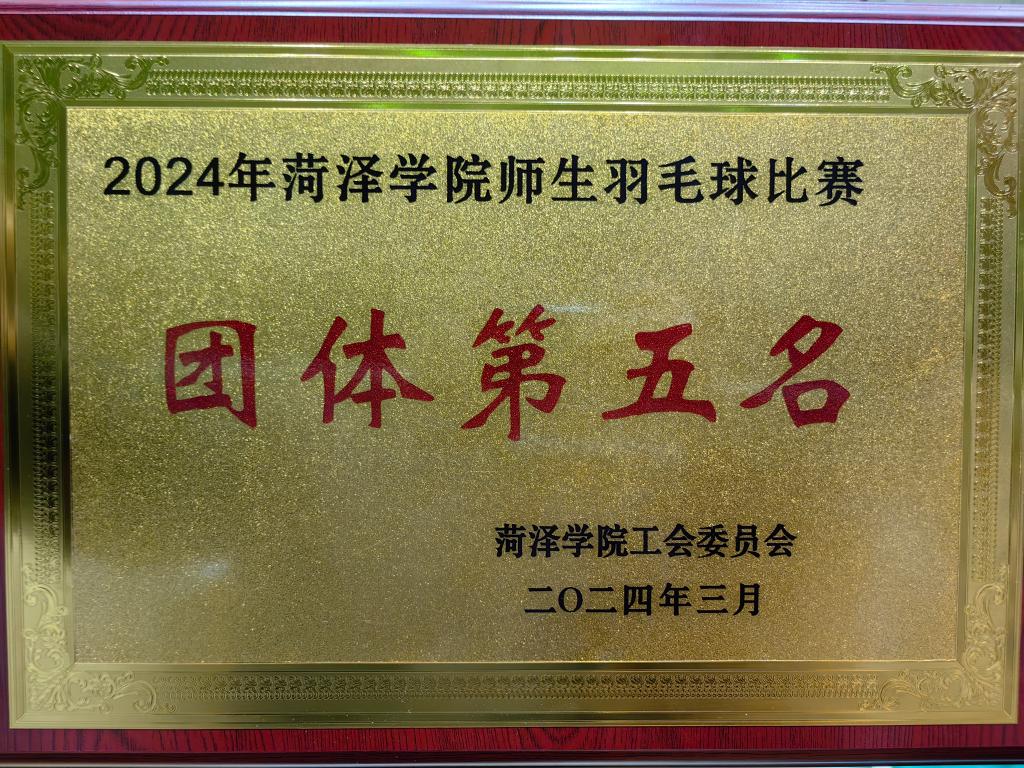 2024年菏泽学院师生羽毛球比赛
团体第五名
菏泽学院工会委员会
二〇二四年三月